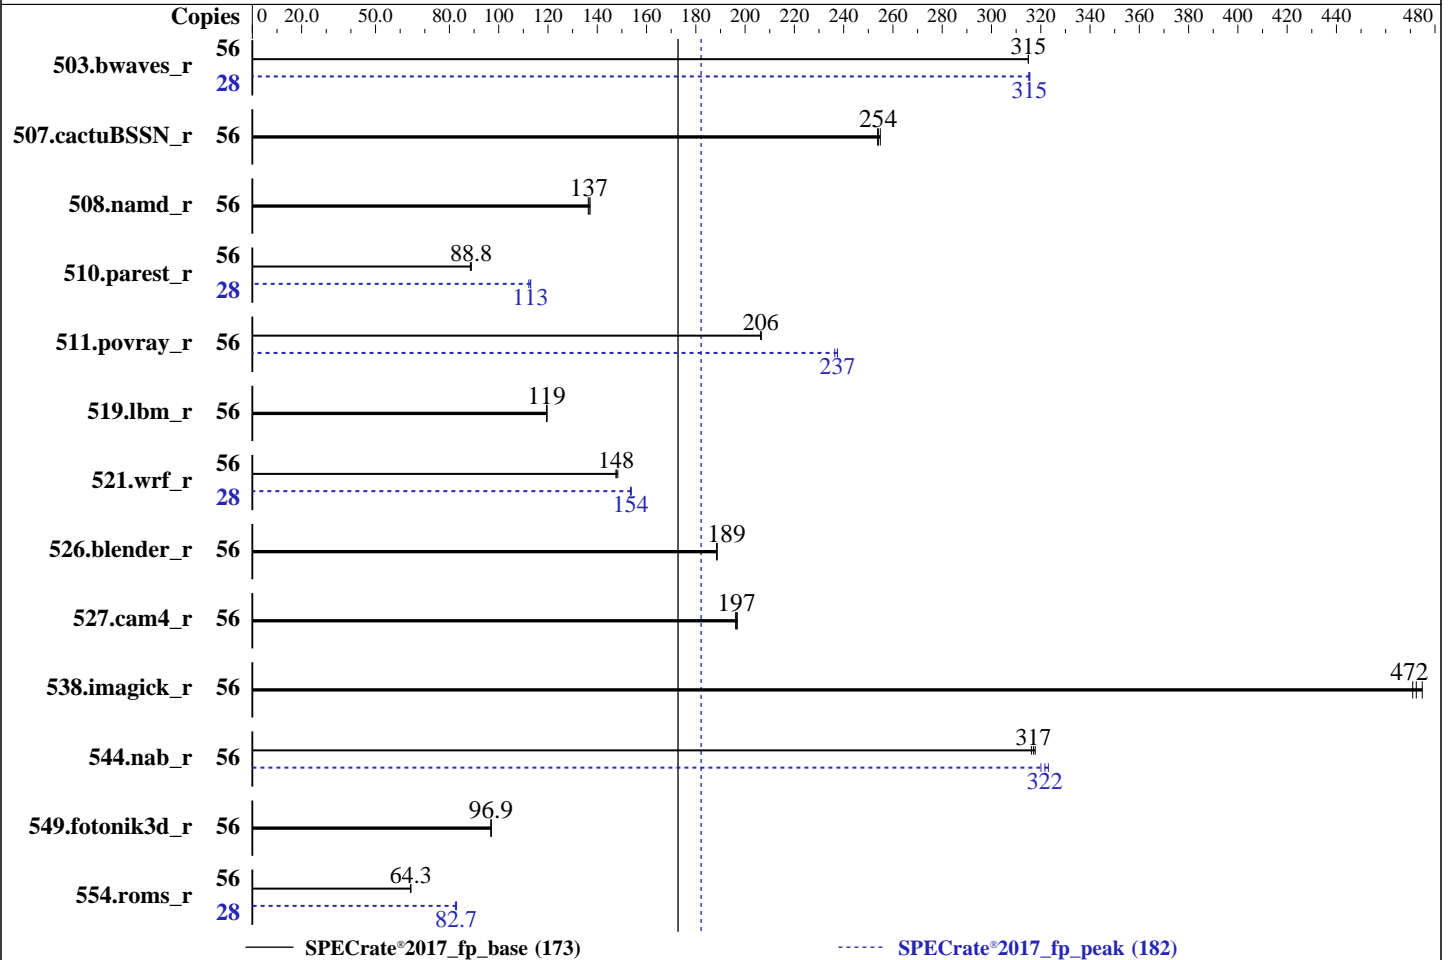 Copies 0 20.0 50.0 80.0 100 120 140 160 180 200 220 240 260 280 300 320 340 360 380 400 420 440 480
503.bwaves_r 56 315
28 315
507.cactuBSSN_r 56 254
508.namd_r 56 137
510.parest_r 56 88.8
28 113
511.povray_r 56 206
237
519.lbm_r 56 119
521.wrf_r 56 148
28 154
526.blender_r 56 189
527.cam4_r 56 197
538.imagick_r 56 472
544.nab_r 56 317
322
549.fotonik3d_r 56 96.9
554.roms_r 56 64.3
28 82.7
SPECrate®2017_fp_base (173) SPECrate®2017_fp_peak (182)